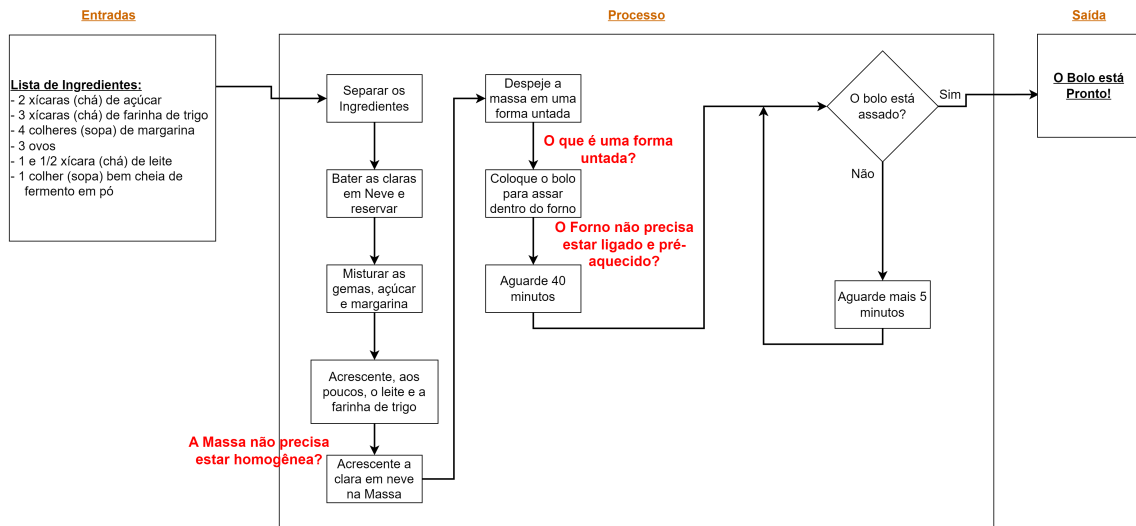 Entradas
Processo
Saída
Lista de Ingredientes:
- 2 xícaras (chá) de açúcar
- 3 xícaras (chá) de farinha de trigo
- 4 colheres (sopa) de margarina
- 3 ovos
- 1 e 1/2 xícara (chá) de leite
- 1 colher (sopa) bem cheia de
fermento em pó
Separar os
Ingredientes
Bater as claras
em Neve e
reservar
Misturar as
gemas, açúcar
e margarina
Acrescente, aos
poucos, o leite e a
farinha de trigo
A Massa não precisa
estar homogênea?
Acrescente a
clara em neve
na Massa
Despeje a
massa em uma
forma untada
O que é uma forma
untada?
Coloque o bolo
para assar
dentro do forno
O Forno não precisa
estar ligado e pré-
aquecido?
Aguarde 40
minutos
O bolo está
assado?
Sim
Não
Aguarde mais 5
minutos
O Bolo está
Pronto!